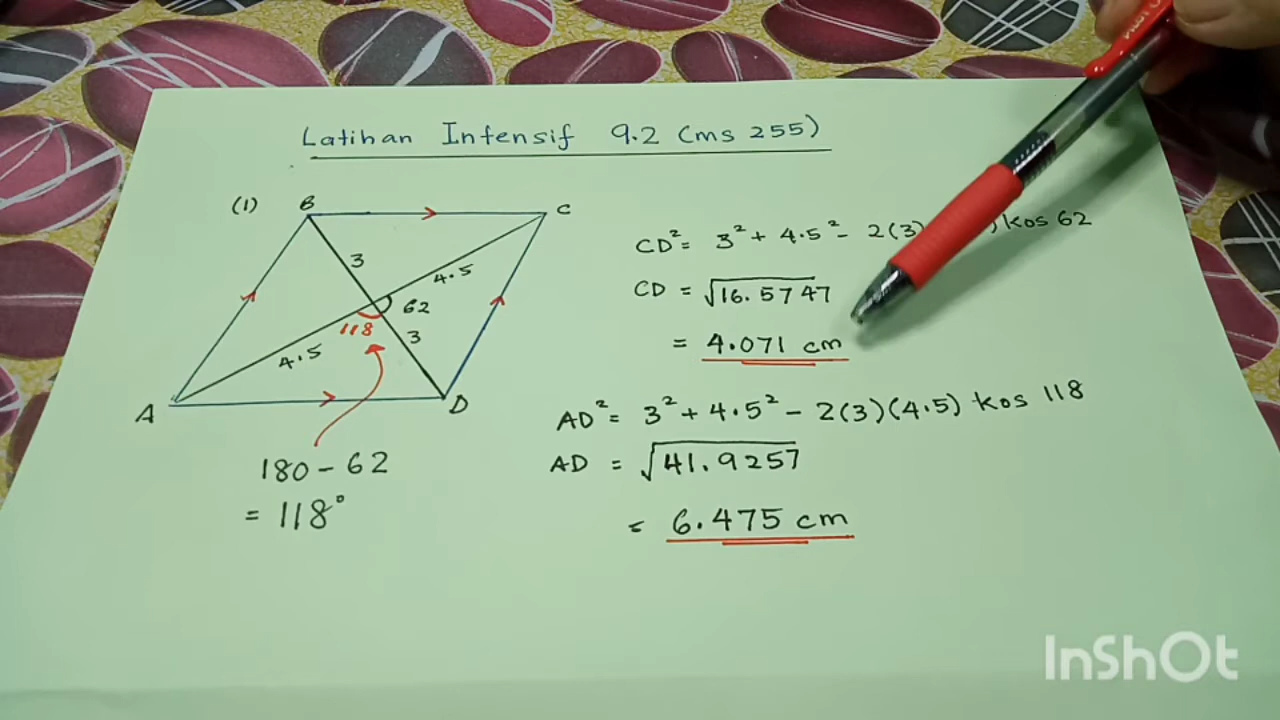 Latihan Intensif 9.2 (ms 255)
(1)
B
C
3
4.5
62
118
4.5
3
A
D
180 - 62
= 118°
CD² = 3² + 4.5² - 2(3) ) kos 62
CD = √16.5747
= 4.071 cm
AD² = 3² + 4.5² - 2(3)(4.5) kos 118
AD = √41.9257
= 6.475 cm
InShOt